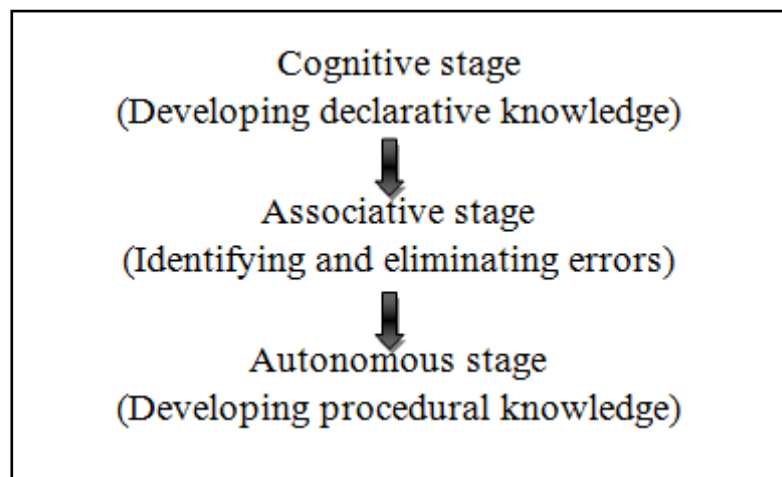 Cognitive stage
(Developing declarative knowledge)
Associative stage
(Identifying and eliminating errors)
Autonomous stage
(Developing procedural knowledge)